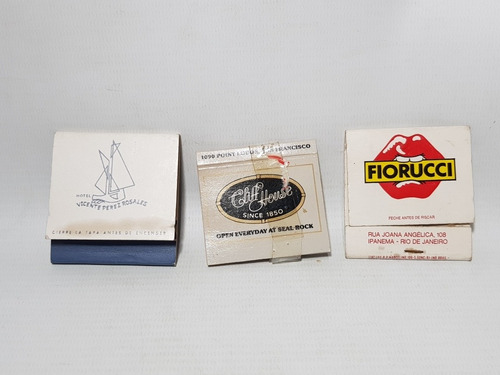 HOTEL
VICENTE PEREZ ROSALES
CIERRE LA TAPA ANTES DE ENCENDER
1090 POINT LOBOS, SAN FRANCISCO
Cliff House
SINCE 1850
OPEN EVERYDAY AT SEAL ROCK
FIORUCCI
FECHE ANTES DE RISCAR
RUA JOANA ANGÉLICA, 108
IPANEMA - RIO DE JANEIRO